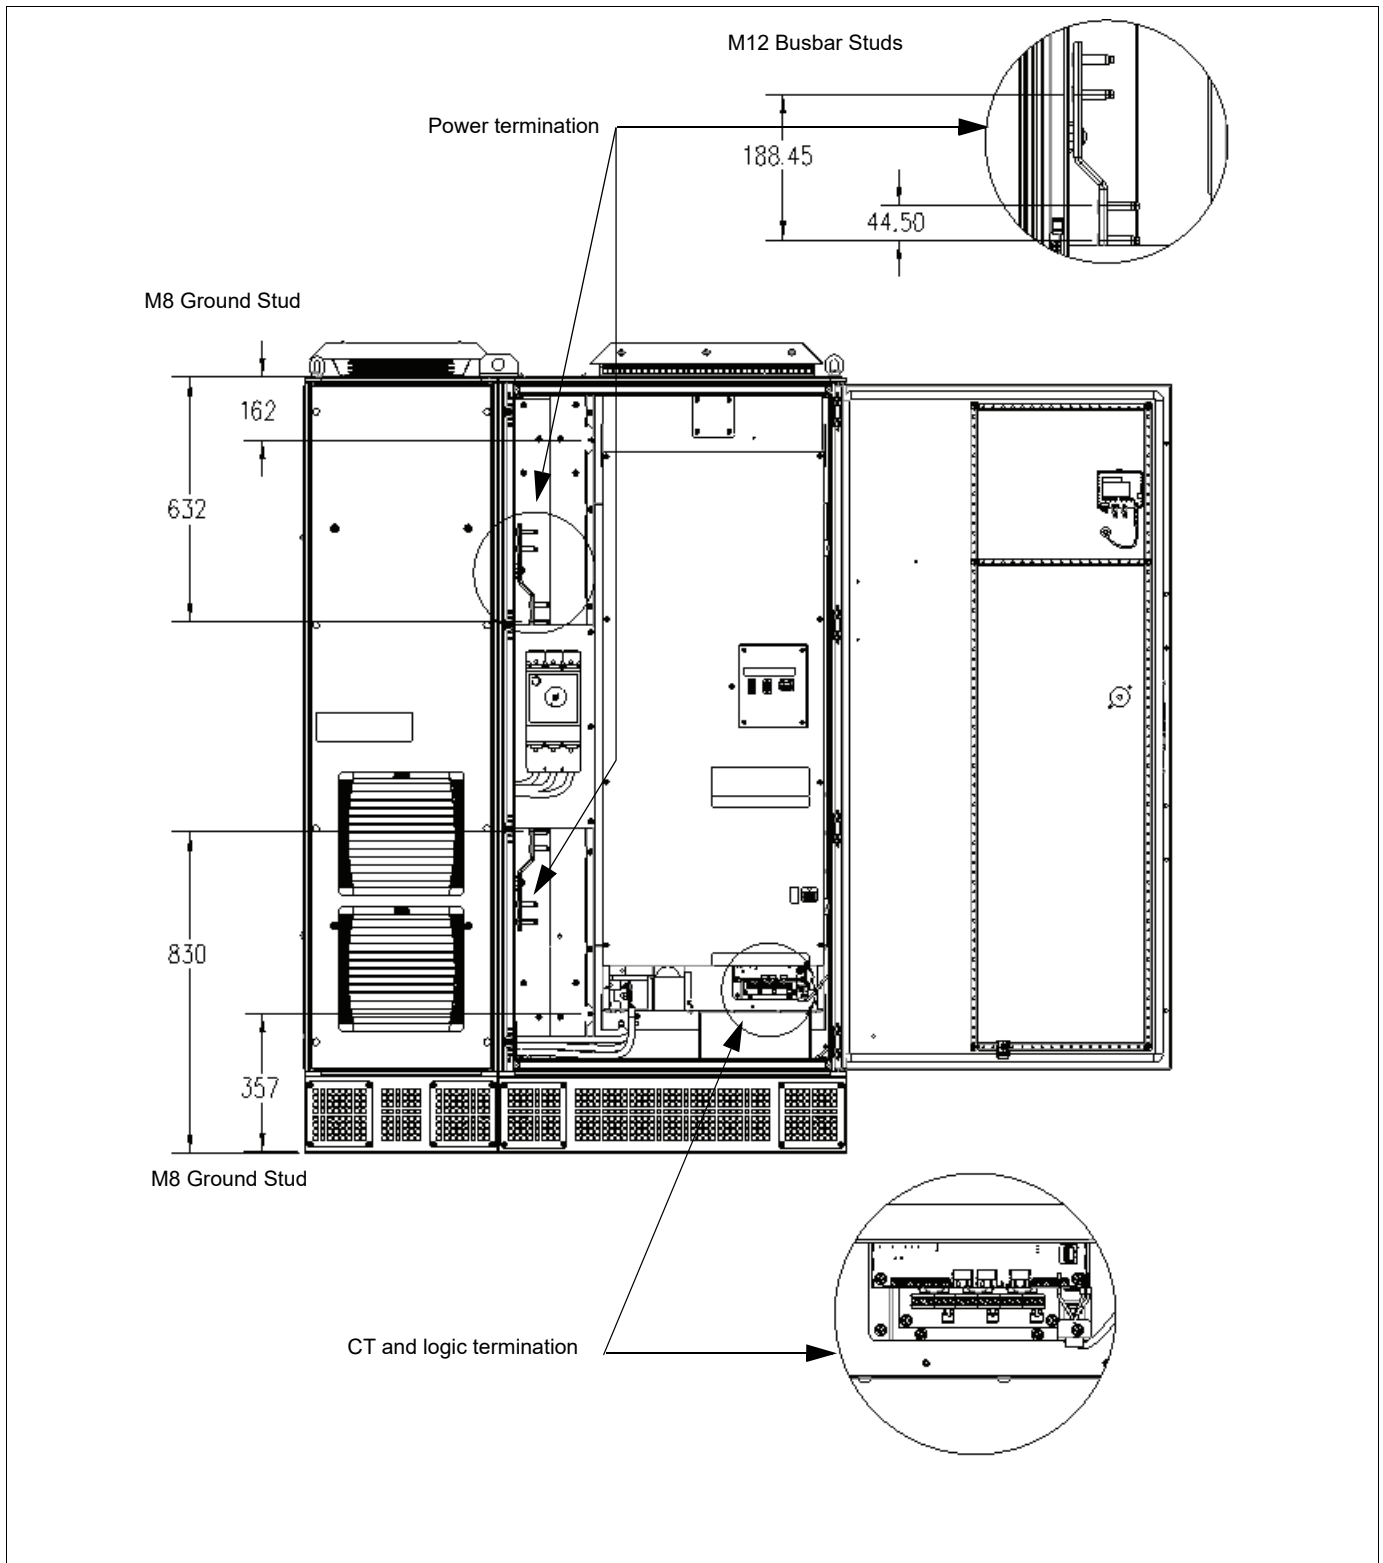 M12 Busbar Studs
Power termination
188.45
44.50
M8 Ground Stud
162
632
830
357
M8 Ground Stud
CT and logic termination